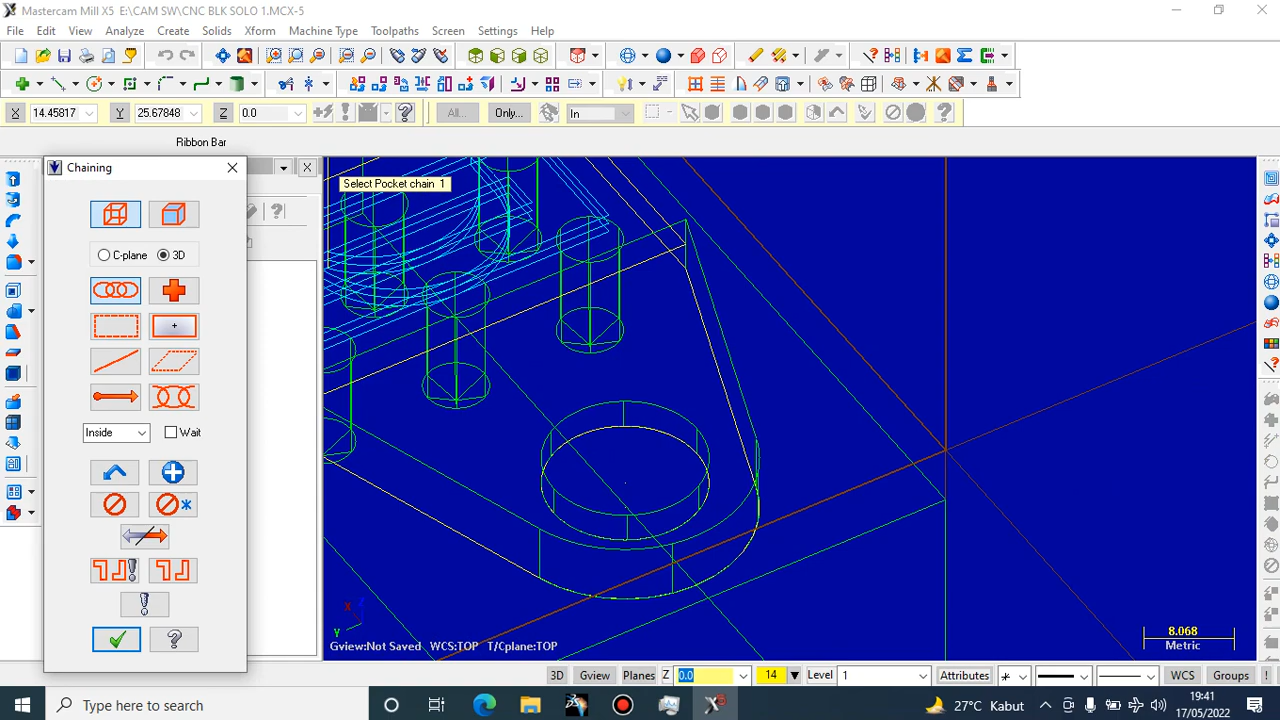 Mastercam Mill X5 E:\CAM SW\CNC BLK SOLO 1.MCX-5
File Edit View Analyze Create Solids Xform Machine Type Toolpaths Screen Settings Help
X 14.45817 Y 25.67848 Z 0.0 All... Only... In
Ribbon Bar
Chaining
Select Pocket chain 1
C-plane 3D
Inside Wait
8.068
Metric
X
Y
Gview:Not Saved WCS:TOP T/Cplane:TOP
3D Gview Planes Z 0.0 14 Level 1 Attributes WCS Groups
Type here to search
27°C Kabut
19:41
17/05/2022